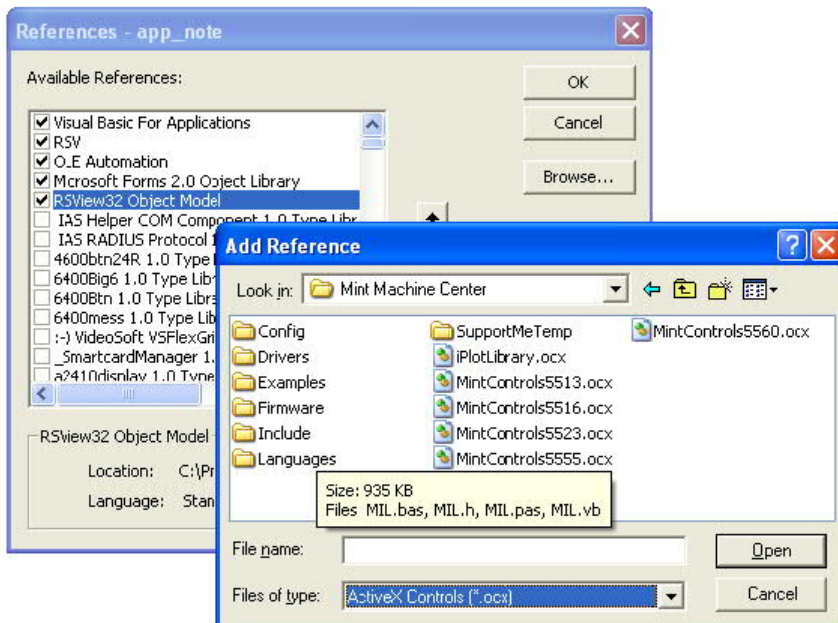 References - app_note
Available References:
OK
Cancel
Browse...
Visual Basic For Applications
RSV
OLE Automation
Microsoft Forms 2.0 Object Library
RSView32 Object Model
IAS Helper COM Component 1.0 Type Libr
IAS RADIUS Protocol 1
4600btn24R 1.0 Type
6400Big6 1.0 Type Libr
6400Btn 1.0 Type Libra
6400mess 1.0 Type Lib
:-) VideoSoft VSFlexGri
_SmartcardManager 1.
a2410display 1.0 Type
RSView32 Object Model
Location: C:\Pr
Language: Stan
Add Reference
Look in: Mint Machine Center
Config
Drivers
Examples
Firmware
Include
Languages
SupportMeTemp
iPlotLibrary.ocx
MintControls5513.ocx
MintControls5516.ocx
MintControls5523.ocx
MintControls5555.ocx
MintControls5560.ocx
Size: 935 KB
Files MIL.bas, MIL.h, MIL.pas, MIL.vb
File name:
Open
Files of type: ActiveX Controls (*.ocx)
Cancel